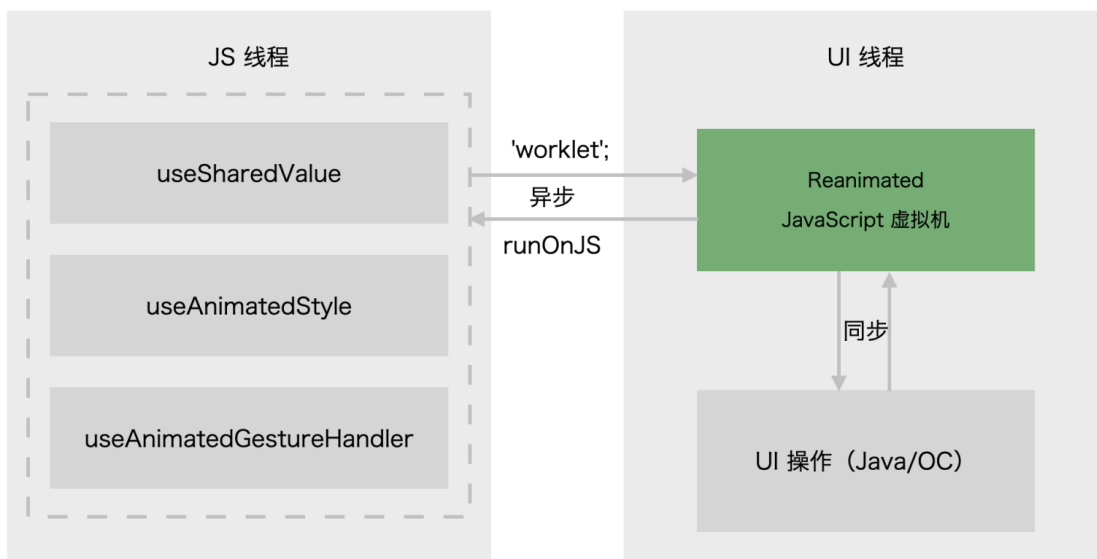 JS 线程
useSharedValue
useAnimatedStyle
useAnimatedGestureHandler
'worklet';
异步
runOnJS
UI 线程
Reanimated
JavaScript 虚拟机
同步
UI 操作（Java/OC）